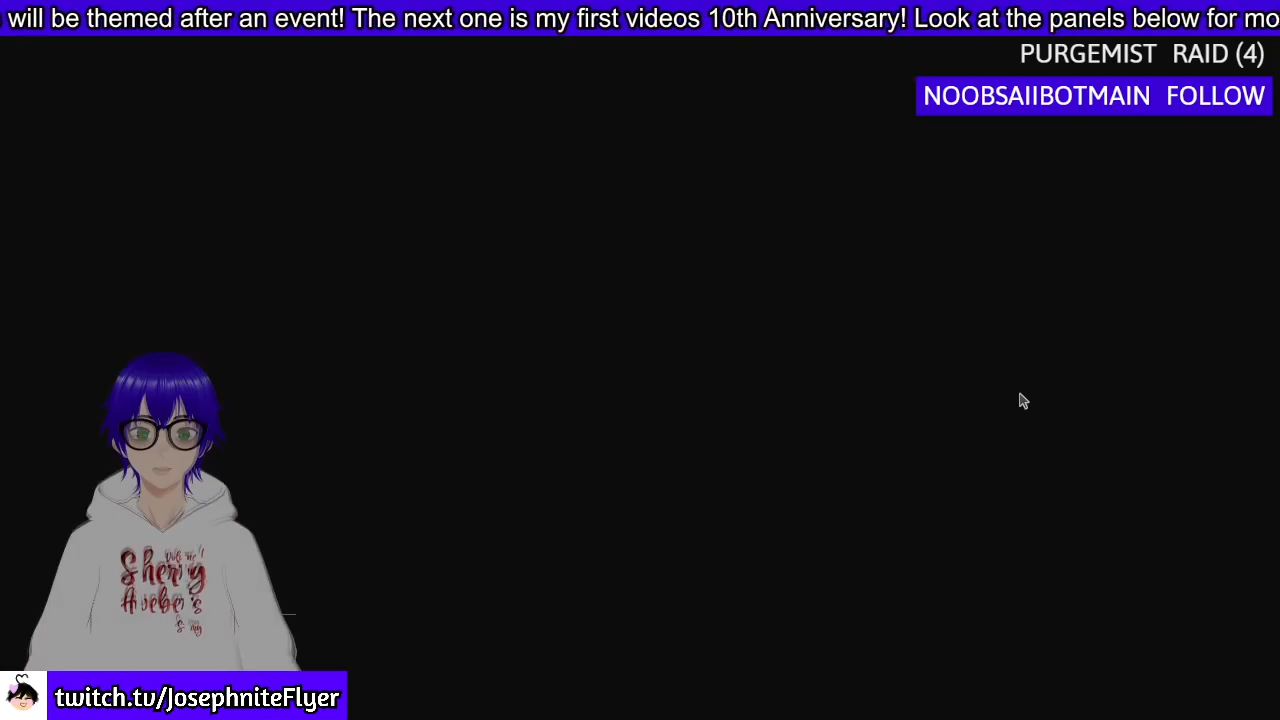 will be themed after an event! The next one is my first videos 10th Anniversary! Look at the panels below for mo
PURGEMIST RAID (4)
NOOBSAIIBOTMAIN FOLLOW
twitch.tv/JosephniteFlyer